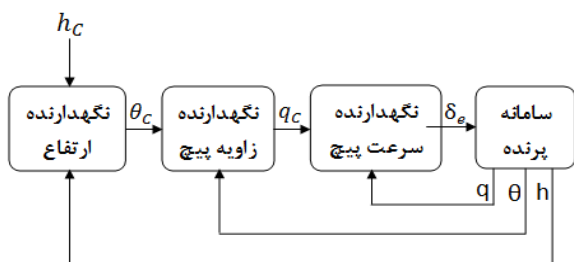 h_C
نگهدارنده
ارتفاع
θ_C
نگهدارنده
زاویه پیچ
q_C
نگهدارنده
سرعت پیچ
δ_e
سامانه
پرنده
q θ h